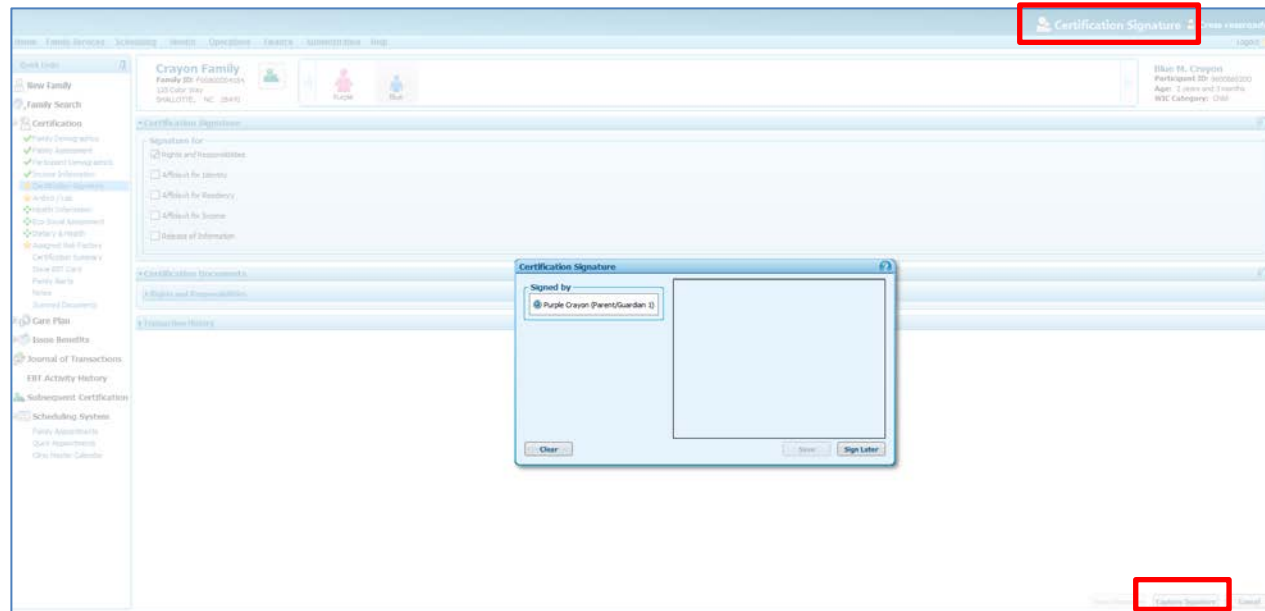 Certification Signature
Home Family Services Scheduling Vendor Operations Finance Administration Help
Logout
Quick Links
New Family
Family Search
Certification
Family Demographics
Family Assessment
Participant Demographics
Income Information
Certification Signature
Anthro / Lab
Health Information
Eco-Social Assessment
Dietary & Health
Assigned Risk Factors
Certification Summary
Issue EBT Card
Family Alerts
Notes
Scanned Documents
Care Plan
Issue Benefits
Journal of Transactions
EBT Activity History
Subsequent Certification
Scheduling System
Family Appointments
Quick Appointments
Clinic Master Calendar
Crayon Family
Family ID:
123 Color Way
SHALLOTTE, NC 28470
Purple
Blue
Blue M. Crayon
Participant ID:
Age: 2 years and 3 months
WIC Category: Child
Certification Signature
Signature for
Rights and Responsibilities
Affidavit for Identity
Affidavit for Residency
Affidavit for Income
Release of Information
Certification Documents
Rights and Responsibilities
Transaction History
Certification Signature
Signed by
Purple Crayon (Parent/Guardian 1)
Clear
Save
Sign Later
Capture Signature
Cancel